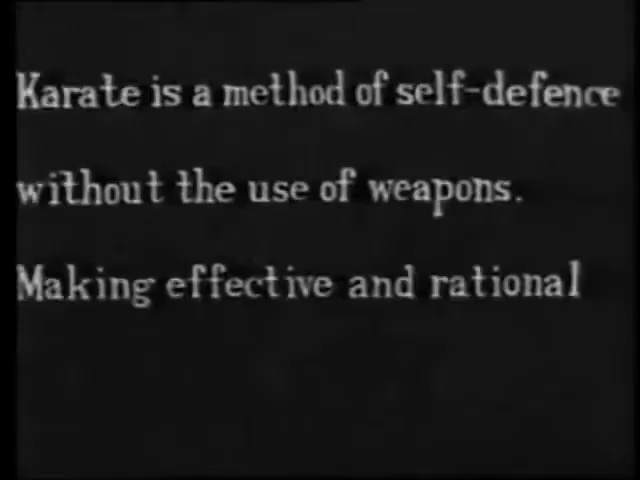 Karate is a method of self-defence
without the use of weapons.
Making effective and rational